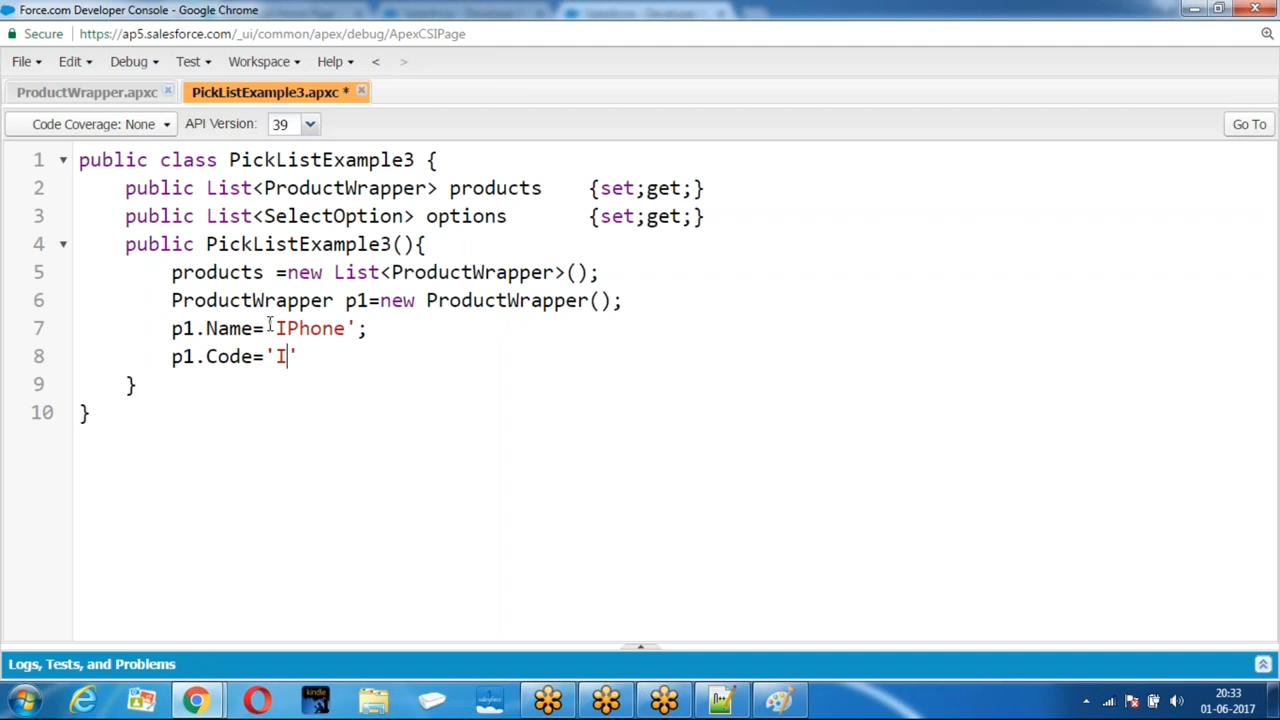 Force.com Developer Console - Google Chrome
Secure https://ap5.salesforce.com/_ui/common/apex/debug/ApexCSIPage
File Edit Debug Test Workspace Help < >
ProductWrapper.apxc PickListExample3.apxc *
Code Coverage: None API Version: 39 Go To
1 public class PickListExample3 {
2 public List<ProductWrapper> products {set;get;}
3 public List<SelectOption> options {set;get;}
4 public PickListExample3(){
5 products =new List<ProductWrapper>();
6 ProductWrapper p1=new ProductWrapper();
7 p1.Name='IPhone';
8 p1.Code='I'
9 }
10 }
Logs, Tests, and Problems
kindle
20:33
01-06-2017